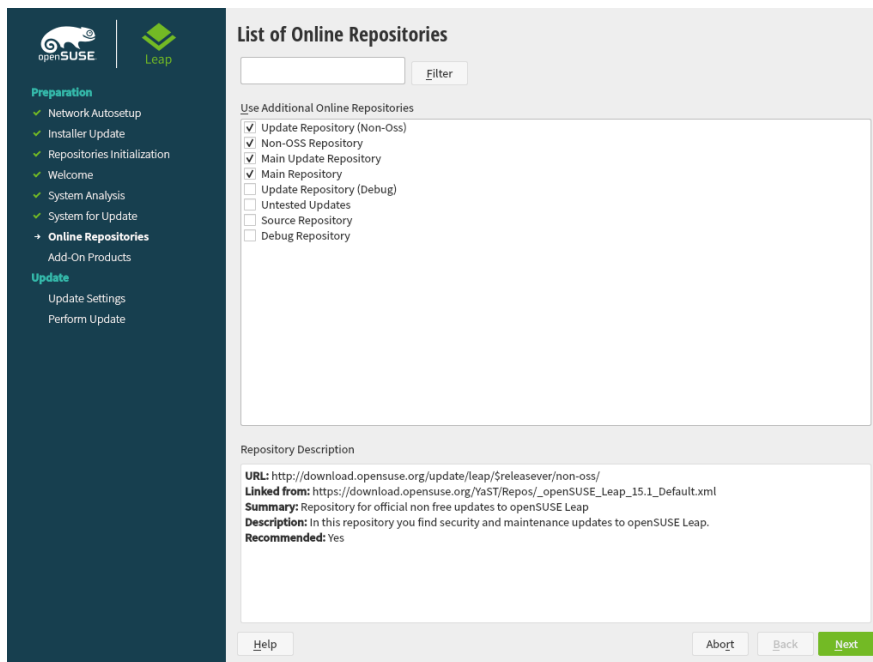 openSUSE
Leap
Preparation
Network Autosetup
Installer Update
Repositories Initialization
Welcome
System Analysis
System for Update
Online Repositories
Add-On Products
Update
Update Settings
Perform Update
List of Online Repositories
Filter
Use Additional Online Repositories
Update Repository (Non-Oss)
Non-OSS Repository
Main Update Repository
Main Repository
Update Repository (Debug)
Untested Updates
Source Repository
Debug Repository
Repository Description
URL: http://download.opensuse.org/update/leap/$releasever/non-oss/
Linked from: https://download.opensuse.org/YaST/Repos/_openSUSE_Leap_15.1_Default.xml
Summary: Repository for official non free updates to openSUSE Leap
Description: In this repository you find security and maintenance updates to openSUSE Leap.
Recommended: Yes
Help
Abort
Back
Next